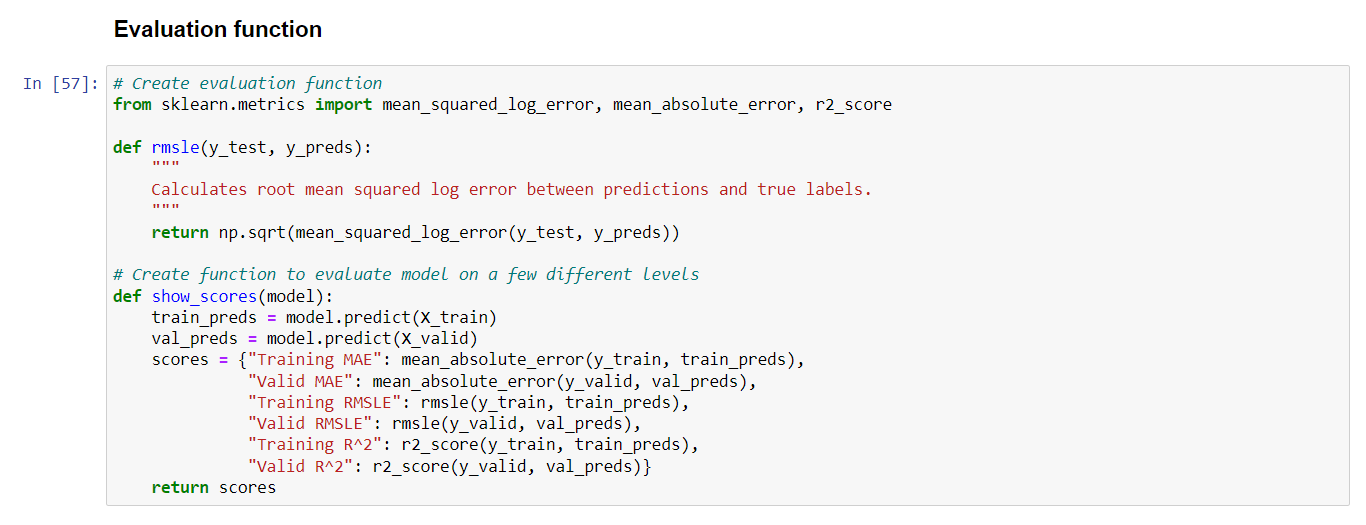 Evaluation function
In [57]: # Create evaluation function
from sklearn.metrics import mean_squared_log_error, mean_absolute_error, r2_score

def rmsle(y_test, y_preds):
    """
    Calculates root mean squared log error between predictions and true labels.
    """
    return np.sqrt(mean_squared_log_error(y_test, y_preds))

# Create function to evaluate model on a few different levels
def show_scores(model):
    train_preds = model.predict(X_train)
    val_preds = model.predict(X_valid)
    scores = {"Training MAE": mean_absolute_error(y_train, train_preds),
              "Valid MAE": mean_absolute_error(y_valid, val_preds),
              "Training RMSLE": rmsle(y_train, train_preds),
              "Valid RMSLE": rmsle(y_valid, val_preds),
              "Training R^2": r2_score(y_train, train_preds),
              "Valid R^2": r2_score(y_valid, val_preds)}
    return scores